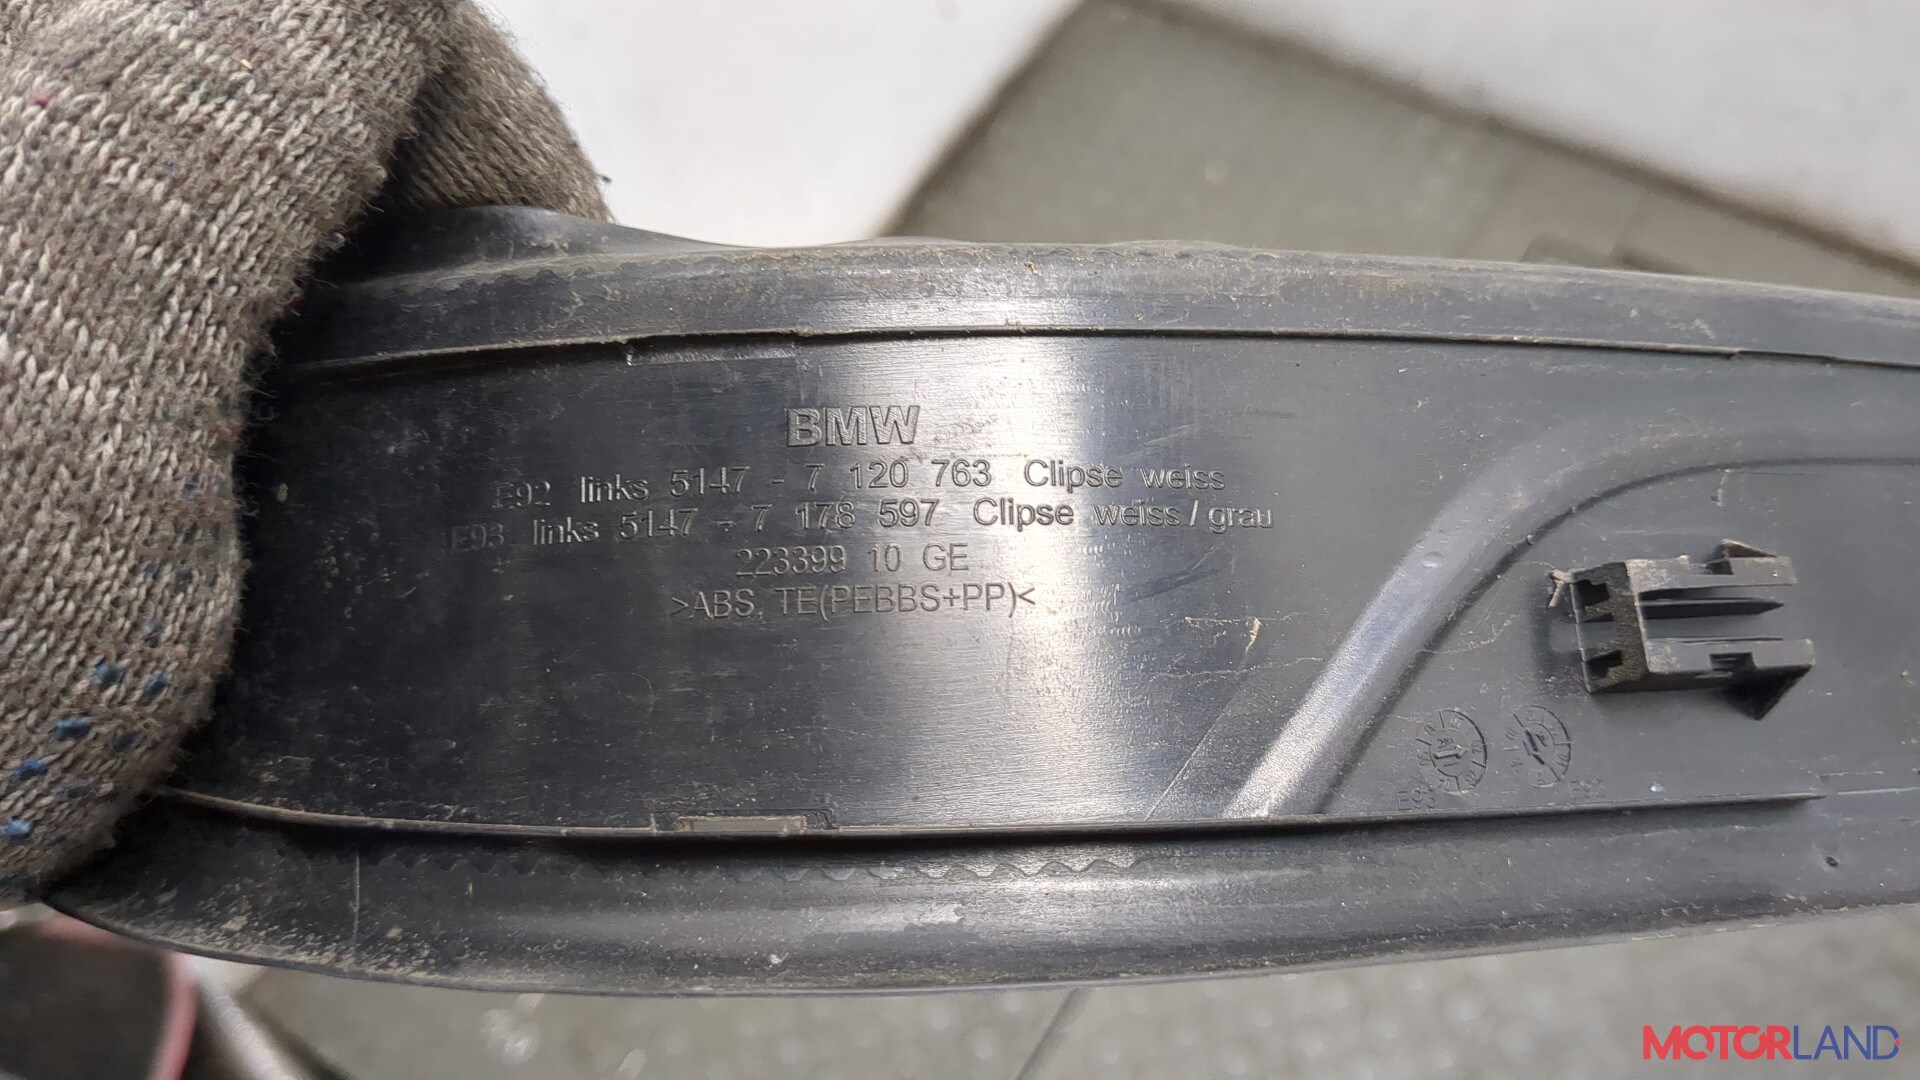 BMW
E92 links 5147 - 7 120 763 Clipse weiss
E93 links 5147 - 7 178 597 Clipse weiss / grau
223399 10 GE
>ABS, TE(PEBBS+PP)<
MOTORLAND